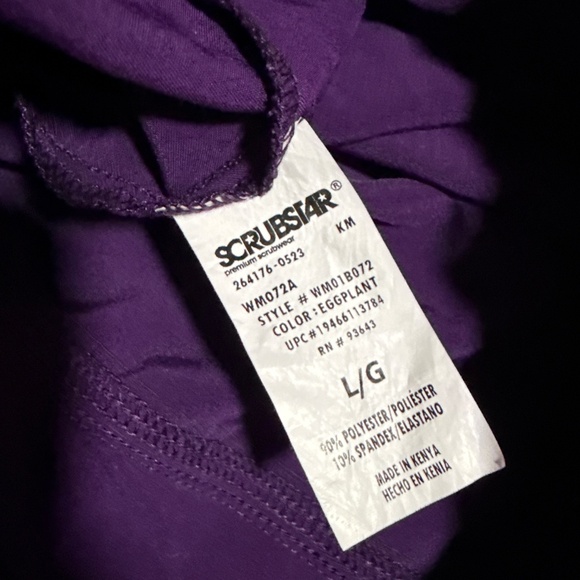 SCRUBSTAR®
premium scrubwear
264176-0523 KM
WM072A
STYLE # WM01B072
COLOR: EGGPLANT
UPC#19466113784
RN # 93643
L/G
90% POLYESTER/POLIÉSTER
10% SPANDEX/ELASTANO
MADE IN KENYA
HECHO EN KENIA